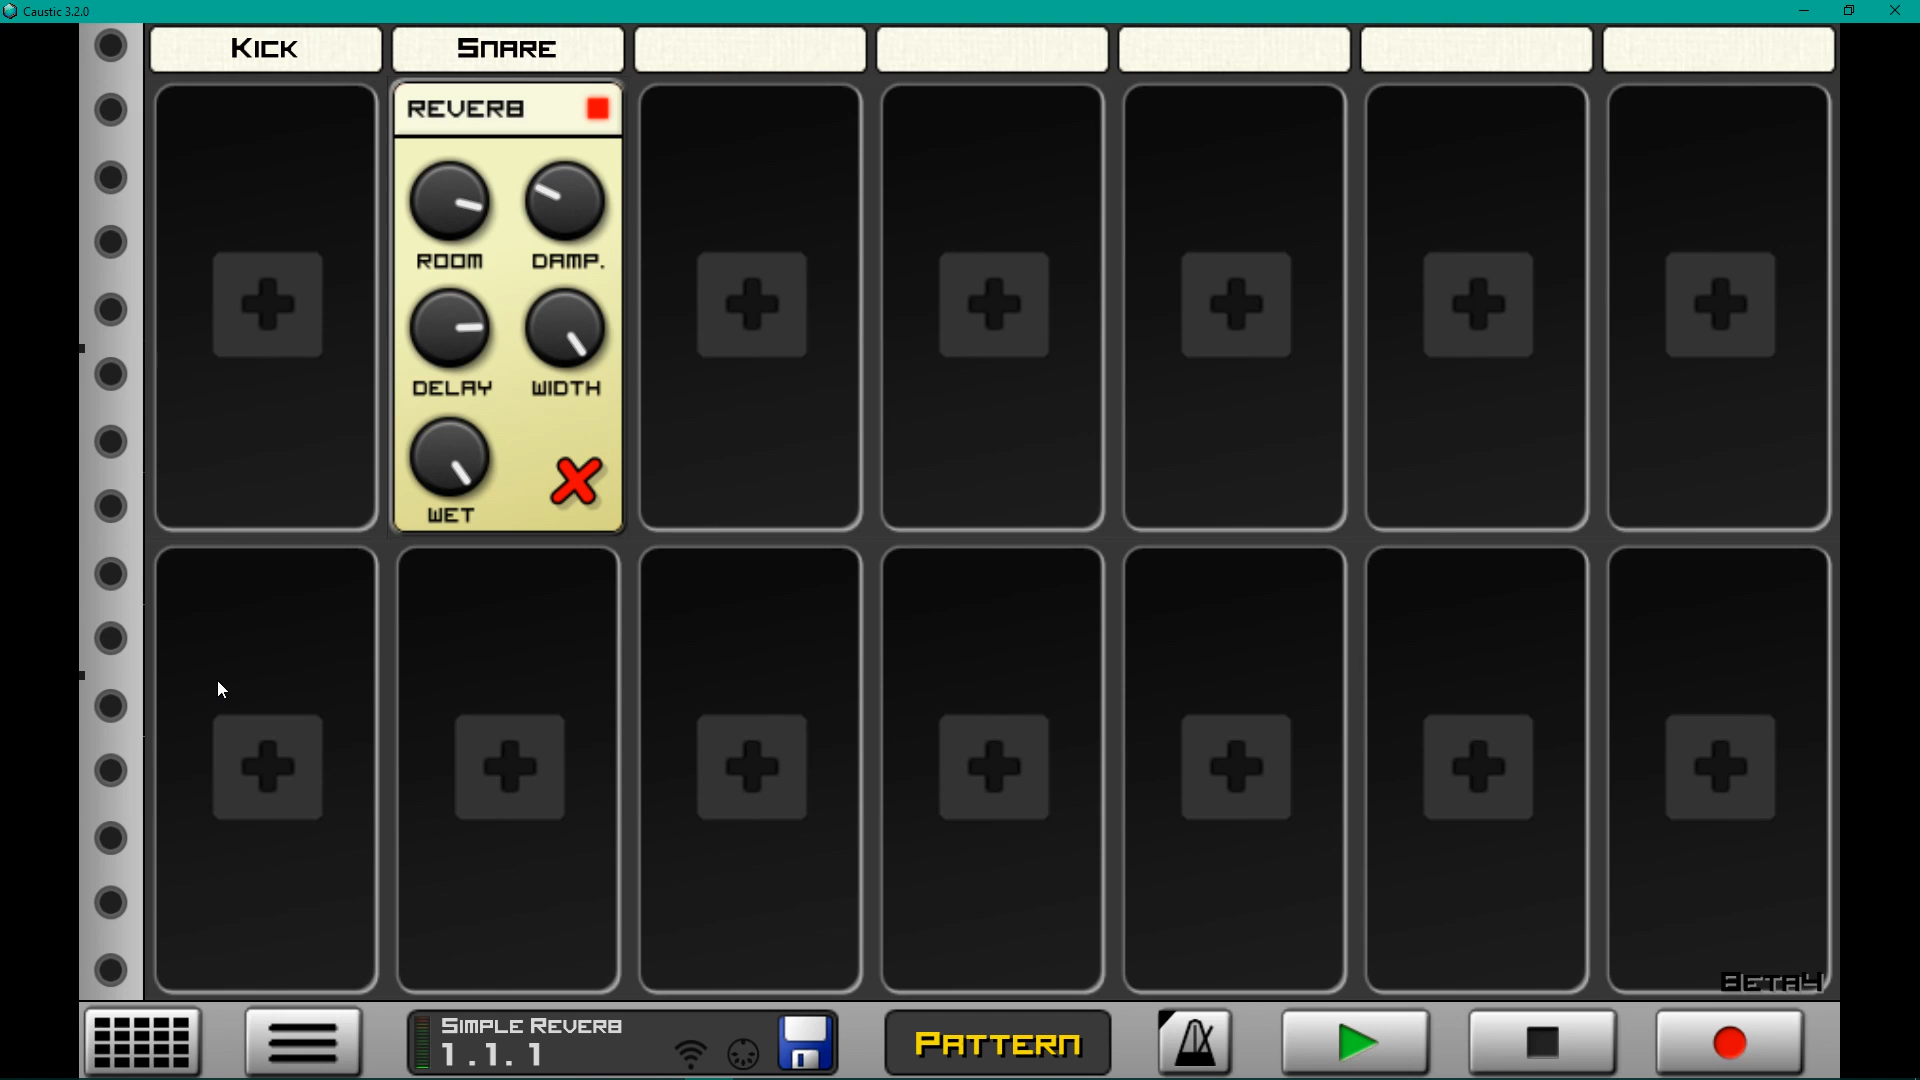 Caustic 3.2.0
Kick
Snare
REVERB
ROOM
DAMP.
DELAY
WIDTH
WET
Beta4
Simple Reverb
1.1. 1
Pattern